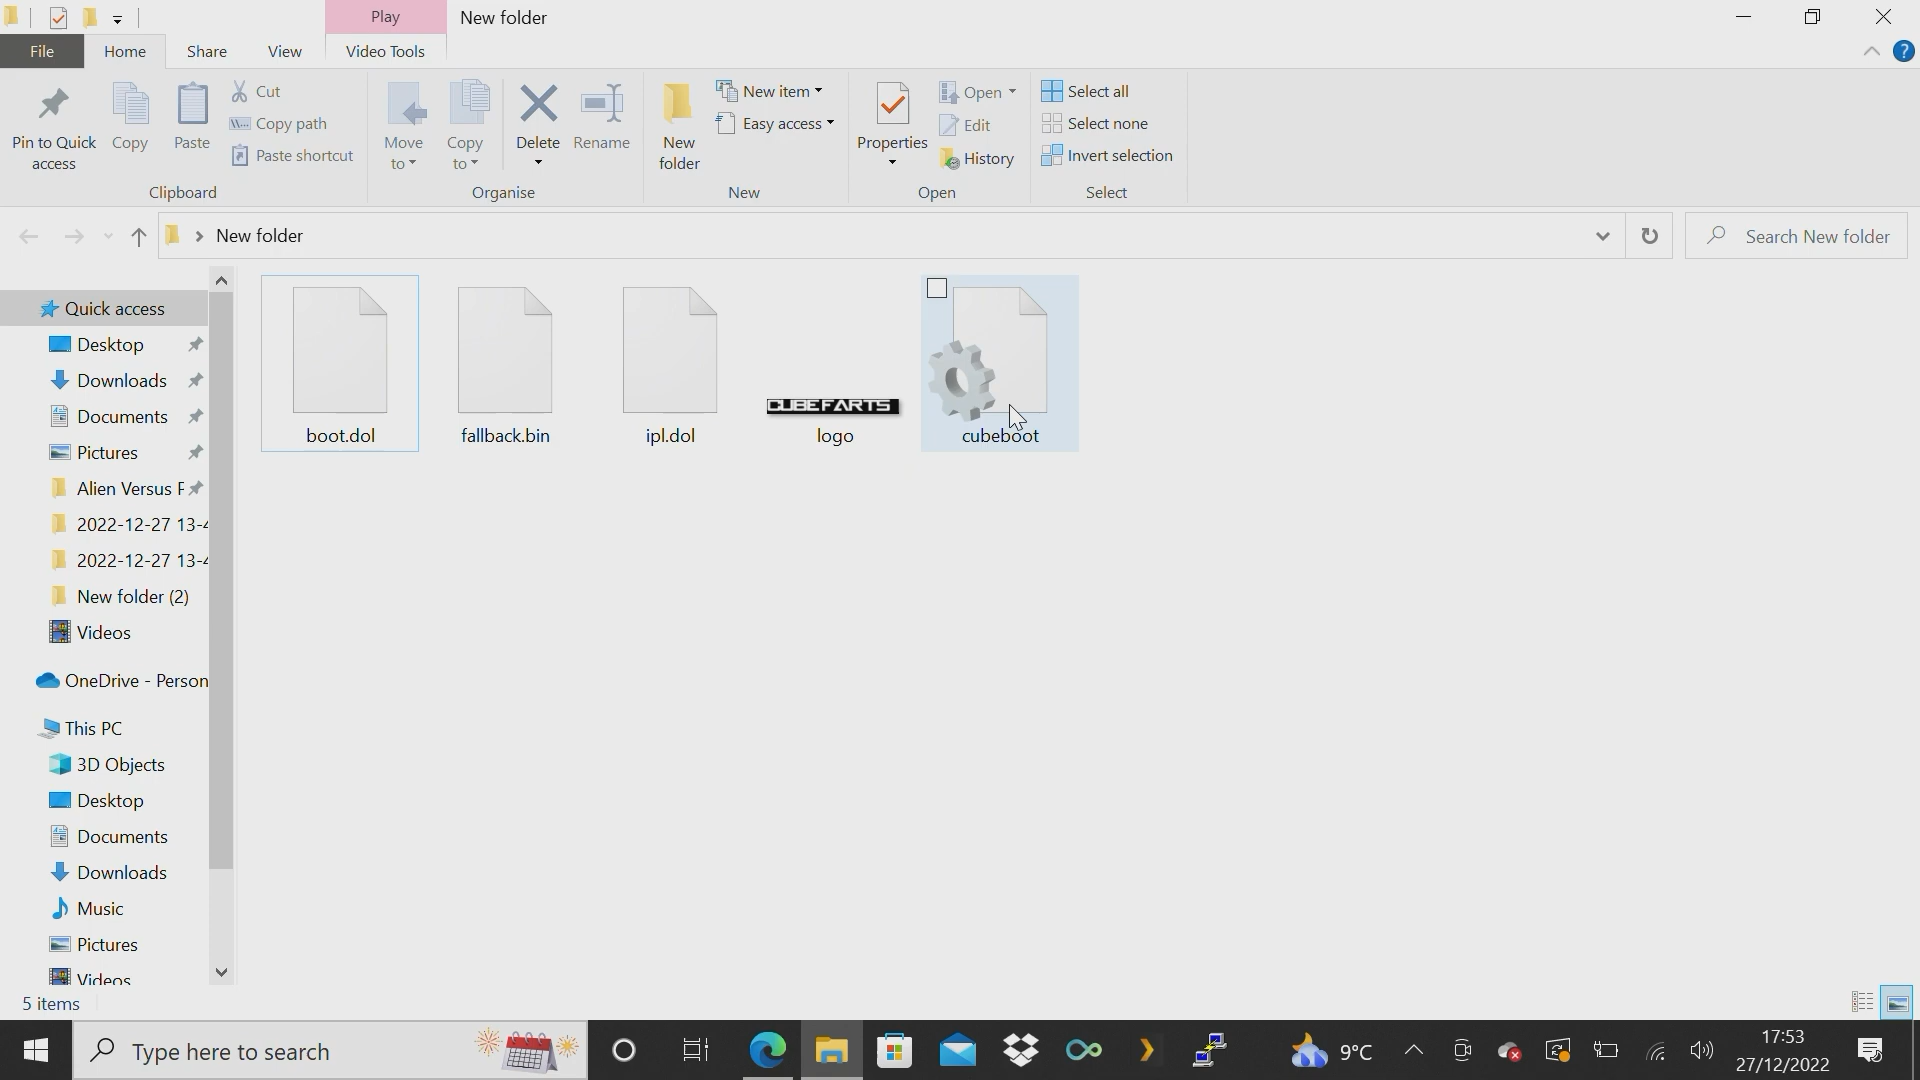 Play
New folder
File
Home
Share
View
Video Tools
Pin to Quick access
Copy
Paste
Cut
Copy path
Paste shortcut
Clipboard
Move to
Copy to
Delete
Rename
Organise
New folder
New item
Easy access
New
Properties
Open
Edit
History
Open
Select all
Select none
Invert selection
Select
New folder
Search New folder
Quick access
Desktop
Downloads
Documents
Pictures
Alien Versus F
2022-12-27 13-4
2022-12-27 13-4
New folder (2)
Videos
OneDrive - Person
This PC
3D Objects
Desktop
Documents
Downloads
Music
Pictures
Videos
CUBEFARTS
boot.dol
fallback.bin
ipl.dol
logo
cubeboot
5 items
Type here to search
9°C
17:53
27/12/2022